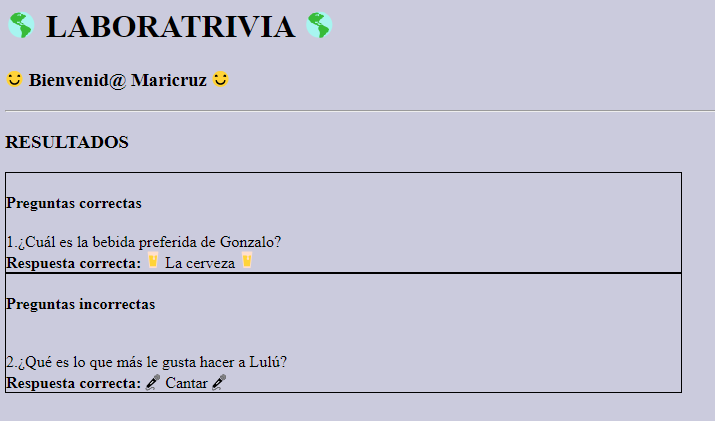 🌎 LABORATRIVIA 🌎
🙂 Bienvenid@ Maricruz 🙂
RESULTADOS
Preguntas correctas
1.¿Cuál es la bebida preferida de Gonzalo?
Respuesta correcta: 🍺 La cerveza 🍺
Preguntas incorrectas
2.¿Qué es lo que más le gusta hacer a Lulú?
Respuesta correcta: 🎤 Cantar 🎤